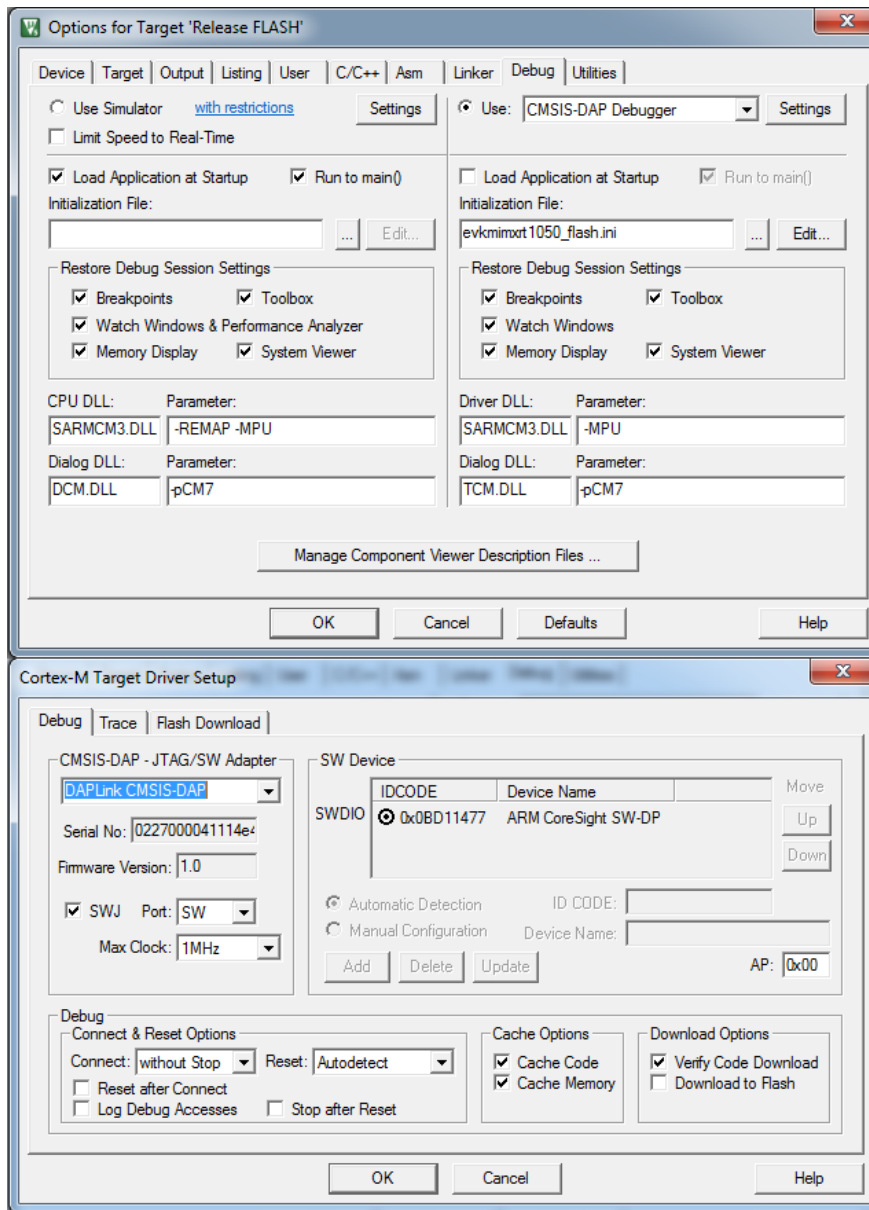 Options for Target 'Release FLASH'
Device Target Output Listing User C/C++ Asm Linker Debug Utilities
Use Simulator with restrictions Settings Use: CMSIS-DAP Debugger Settings
Limit Speed to Real-Time
Load Application at Startup Run to main() Load Application at Startup Run to main()
Initialization File: Initialization File:
... Edit... evkmimxrt1050_flash.ini ... Edit...
Restore Debug Session Settings Restore Debug Session Settings
Breakpoints Toolbox Breakpoints Toolbox
Watch Windows & Performance Analyzer Watch Windows
Memory Display System Viewer Memory Display System Viewer
CPU DLL: Parameter: Driver DLL: Parameter:
SARMCM3.DLL -REMAP -MPU SARMCM3.DLL -MPU
Dialog DLL: Parameter: Dialog DLL: Parameter:
DCM.DLL -pCM7 TCM.DLL -pCM7
Manage Component Viewer Description Files ...
OK Cancel Defaults Help
Cortex-M Target Driver Setup
Debug Trace Flash Download
CMSIS-DAP - JTAG/SW Adapter SW Device
DAPLink CMSIS-DAP IDCODE Device Name Move
Serial No: 0227000041114e4 SWDIO 0x0BD11477 ARM CoreSight SW-DP Up
Firmware Version: 1.0 Down
SWJ Port: SW Automatic Detection ID CODE:
Max Clock: 1MHz Manual Configuration Device Name:
Add Delete Update AP: 0x00
Debug
Connect & Reset Options Cache Options Download Options
Connect: without Stop Reset: Autodetect Cache Code Verify Code Download
Reset after Connect Cache Memory Download to Flash
Log Debug Accesses Stop after Reset
OK Cancel Help